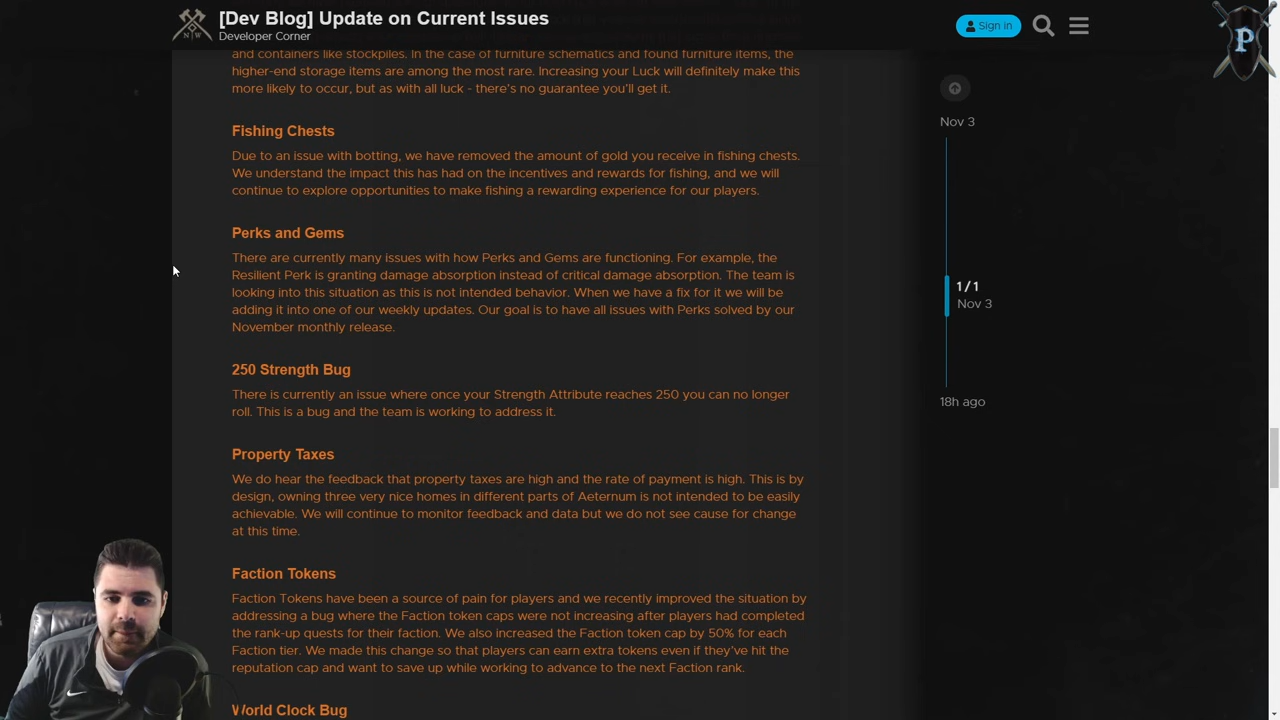 [Dev Blog] Update on Current Issues
Developer Corner
N W
Sign in
P
and containers like stockpiles. In the case of furniture schematics and found furniture items, the
higher-end storage items are among the most rare. Increasing your Luck will definitely make this
more likely to occur, but as with all luck - there's no guarantee you'll get it.
Fishing Chests
Due to an issue with botting, we have removed the amount of gold you receive in fishing chests.
We understand the impact this has had on the incentives and rewards for fishing, and we will
continue to explore opportunities to make fishing a rewarding experience for our players.
Perks and Gems
There are currently many issues with how Perks and Gems are functioning. For example, the
Resilient Perk is granting damage absorption instead of critical damage absorption. The team is
looking into this situation as this is not intended behavior. When we have a fix for it we will be
adding it into one of our weekly updates. Our goal is to have all issues with Perks solved by our
November monthly release.
250 Strength Bug
There is currently an issue where once your Strength Attribute reaches 250 you can no longer
roll. This is a bug and the team is working to address it.
Property Taxes
We do hear the feedback that property taxes are high and the rate of payment is high. This is by
design, owning three very nice homes in different parts of Aeternum is not intended to be easily
achievable. We will continue to monitor feedback and data but we do not see cause for change
at this time.
Faction Tokens
Faction Tokens have been a source of pain for players and we recently improved the situation by
addressing a bug where the Faction token caps were not increasing after players had completed
the rank-up quests for their faction. We also increased the Faction token cap by 50% for each
Faction tier. We made this change so that players can earn extra tokens even if they've hit the
reputation cap and want to save up while working to advance to the next Faction rank.
World Clock Bug
Nov 3
1 / 1
Nov 3
18h ago